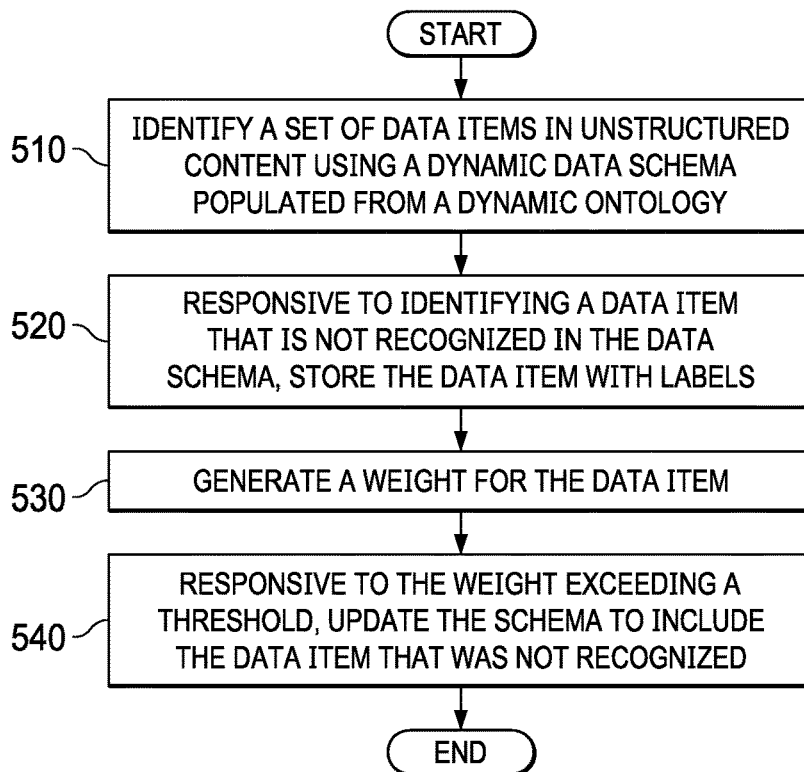 START
510
IDENTIFY A SET OF DATA ITEMS IN UNSTRUCTURED
CONTENT USING A DYNAMIC DATA SCHEMA
POPULATED FROM A DYNAMIC ONTOLOGY
520
RESPONSIVE TO IDENTIFYING A DATA ITEM
THAT IS NOT RECOGNIZED IN THE DATA
SCHEMA, STORE THE DATA ITEM WITH LABELS
530
GENERATE A WEIGHT FOR THE DATA ITEM
540
RESPONSIVE TO THE WEIGHT EXCEEDING A
THRESHOLD, UPDATE THE SCHEMA TO INCLUDE
THE DATA ITEM THAT WAS NOT RECOGNIZED
END